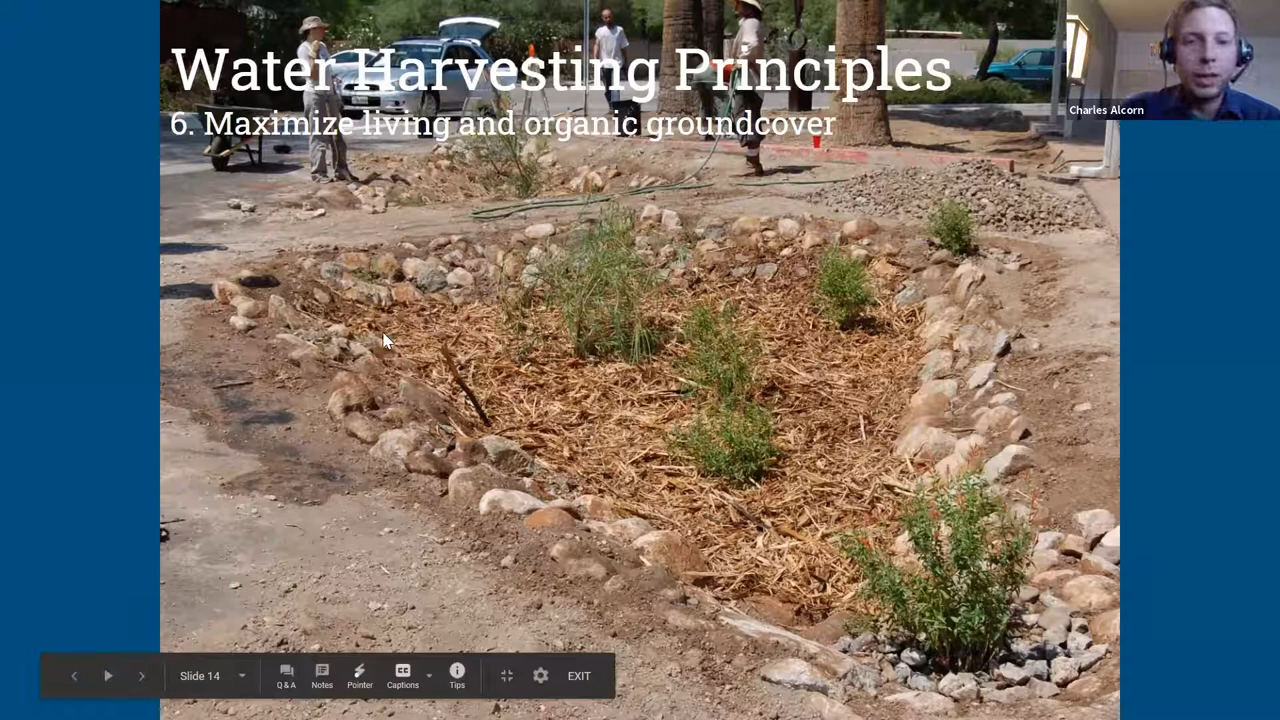 Water Harvesting Principles
6. Maximize living and organic groundcover
Charles Alcorn
Slide 14
Q & A
Notes
Pointer
Captions
Tips
EXIT